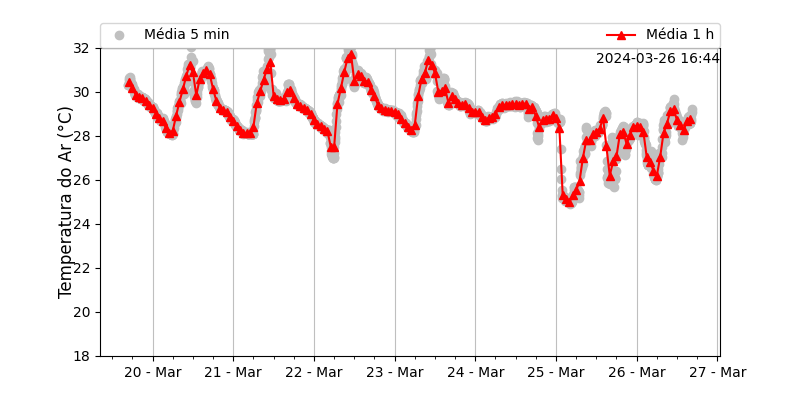 Média 5 min
Média 1 h
2024-03-26 16:44
Temperatura do Ar (°C)
32
30
28
26
24
22
20
18
20 - Mar
21 - Mar
22 - Mar
23 - Mar
24 - Mar
25 - Mar
26 - Mar
27 - Mar